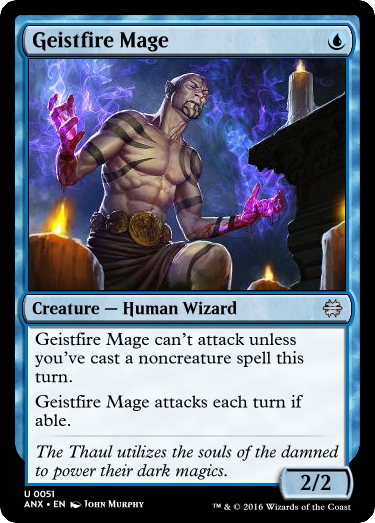 Geistfire Mage
Creature — Human Wizard
Geistfire Mage can't attack unless
you've cast a noncreature spell this
turn.
Geistfire Mage attacks each turn if
able.
The Thaul utilizes the souls of the damned
to power their dark magics.
2/2
U 0051
ANX • EN JOHN MURPHY
™ & © 2016 Wizards of the Coast